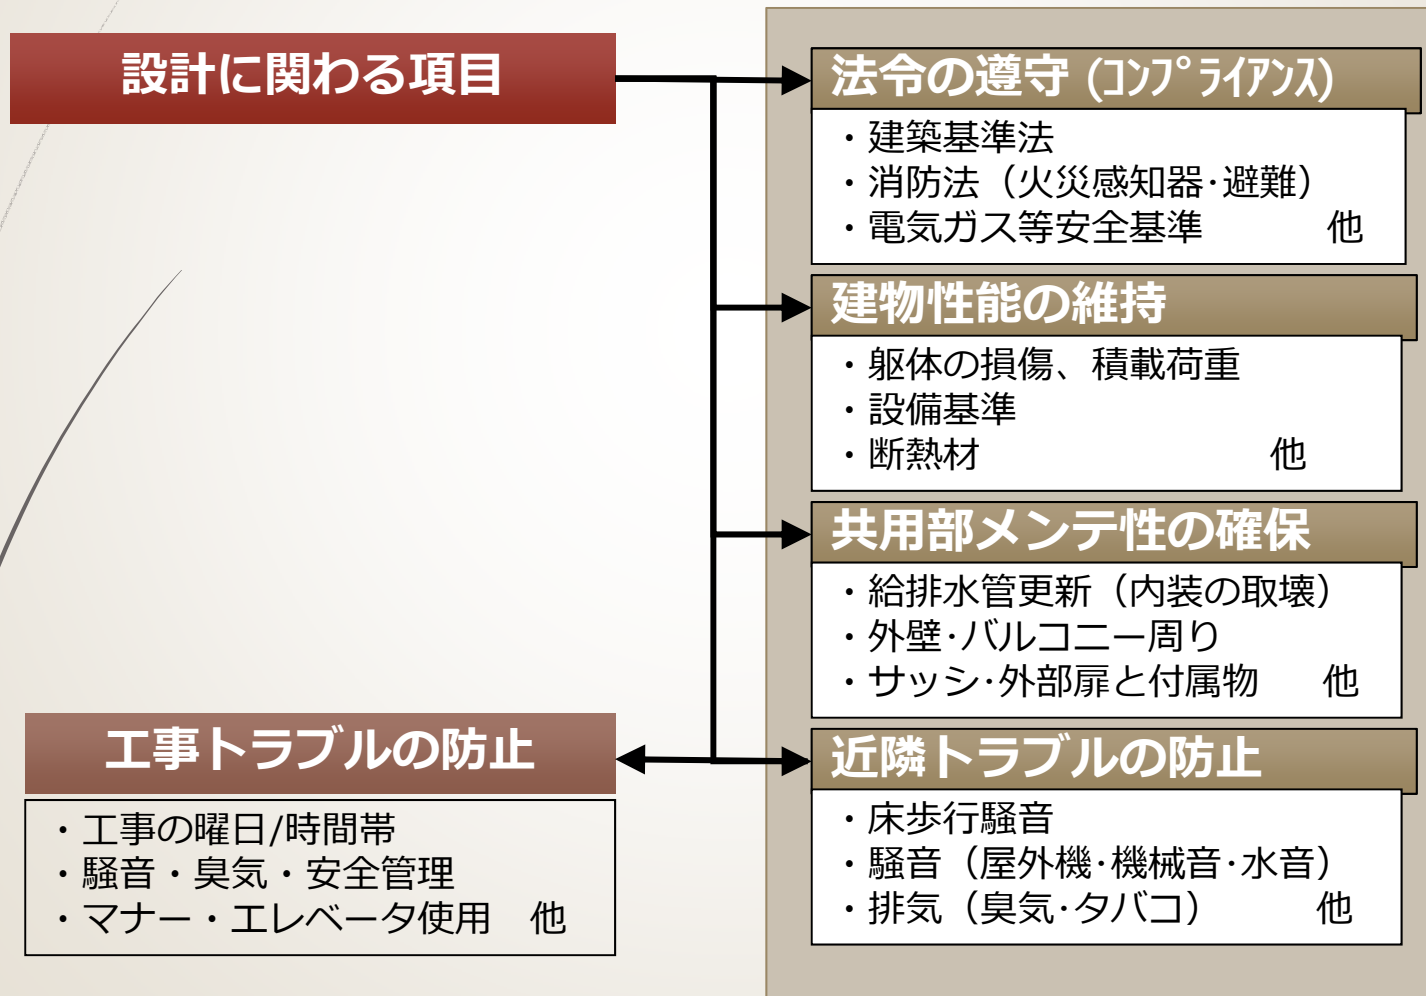 設計に関わる項目
法令の遵守 (ｺﾝﾌﾟﾗｲｱﾝｽ)
・建築基準法
・消防法（火災感知器･避難）
・電気ガス等安全基準　　　他
建物性能の維持
・躯体の損傷、積載荷重
・設備基準
・断熱材　　　　　　　他
共用部メンテ性の確保
・給排水管更新（内装の取壊）
・外壁･バルコニー周り
・サッシ･外部扉と付属物　他
工事トラブルの防止
・工事の曜日/時間帯
・騒音・臭気・安全管理
・マナー・エレベータ使用　他
近隣トラブルの防止
・床歩行騒音
・騒音（屋外機･機械音･水音）
・排気（臭気･タバコ）　　他